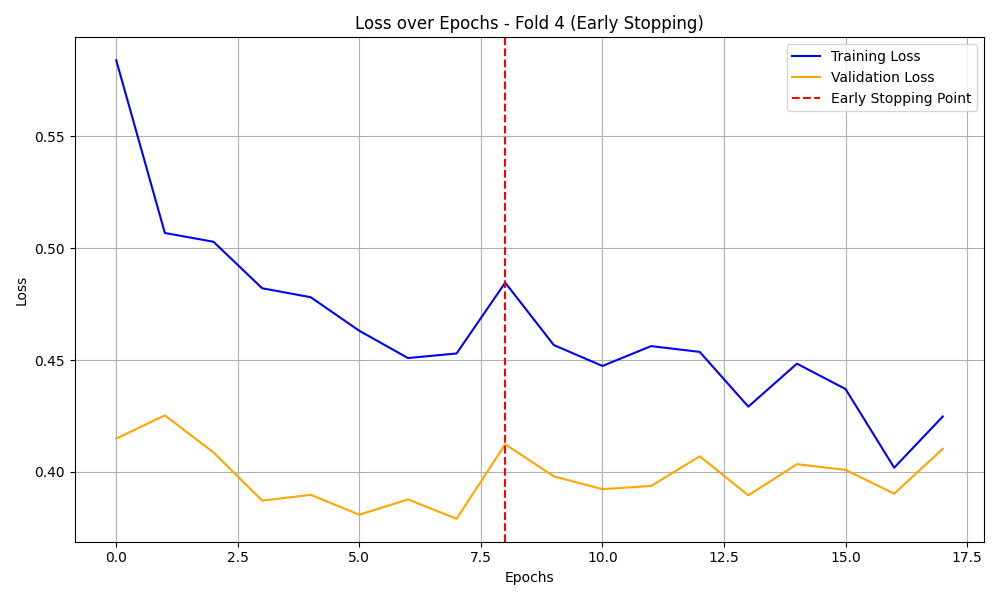 Loss over Epochs - Fold 4 (Early Stopping)
Training Loss
Validation Loss
Early Stopping Point
Loss
0.55
0.50
0.45
0.40
0.0 2.5 5.0 7.5 10.0 12.5 15.0 17.5
Epochs